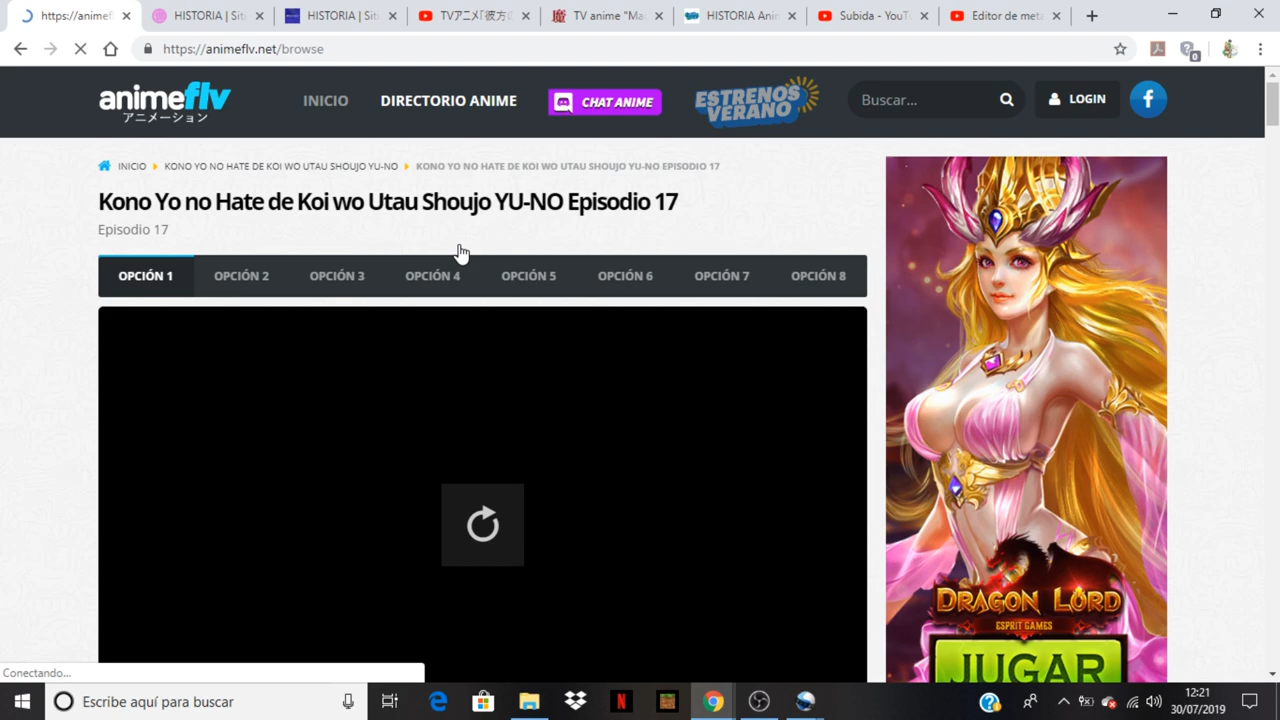 https://animefl
HISTORIA | Siti
HISTORIA | Siti
TVアニメ「彼方の
TV anime "Mac
HISTORIA Anin
Subida - YouT
Editor de meta
https://animeflv.net/browse
0
animeflv
アニメーション
INICIO
DIRECTORIO ANIME
CHAT ANIME
ESTRENOS
VERANO
Buscar...
LOGIN
INICIO
KONO YO NO HATE DE KOI WO UTAU SHOUJO YU-NO
KONO YO NO HATE DE KOI WO UTAU SHOUJO YU-NO EPISODIO 17
Kono Yo no Hate de Koi wo Utau Shoujo YU-NO Episodio 17
Episodio 17
OPCIÓN 1
OPCIÓN 2
OPCIÓN 3
OPCIÓN 4
OPCIÓN 5
OPCIÓN 6
OPCIÓN 7
OPCIÓN 8
DRAGON LORD
ESPRIT GAMES
JUGAR
Conectando...
Escribe aquí para buscar
12:21
30/07/2019